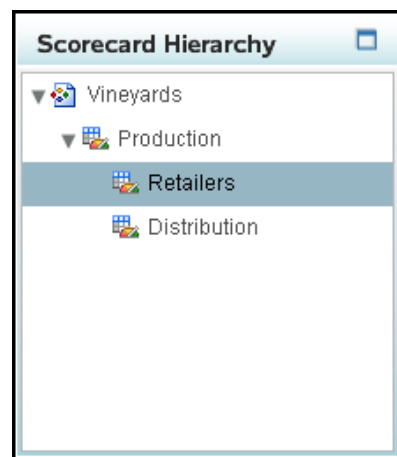 Scorecard Hierarchy
Vineyards
Production
Retailers
Distribution